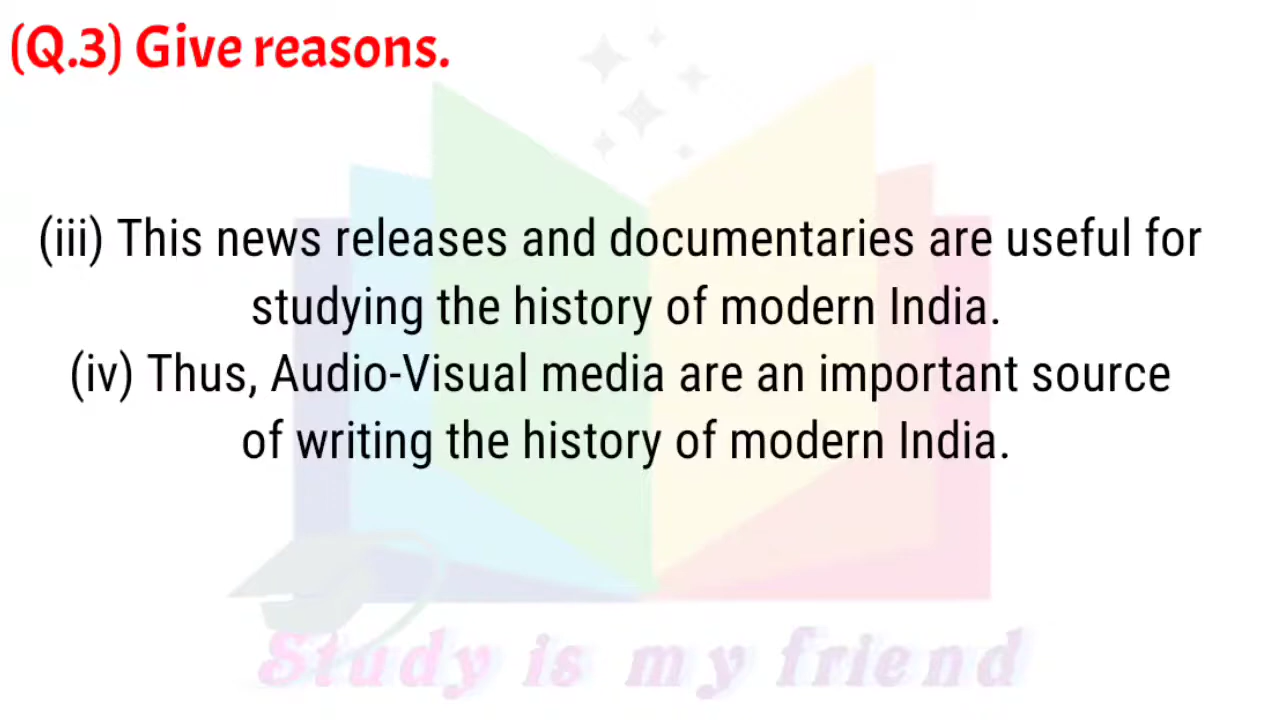 (Q.3) Give reasons.
(iii) This news releases and documentaries are useful for
studying the history of modern India.
(iv) Thus, Audio-Visual media are an important source
of writing the history of modern India.
Study is my friend